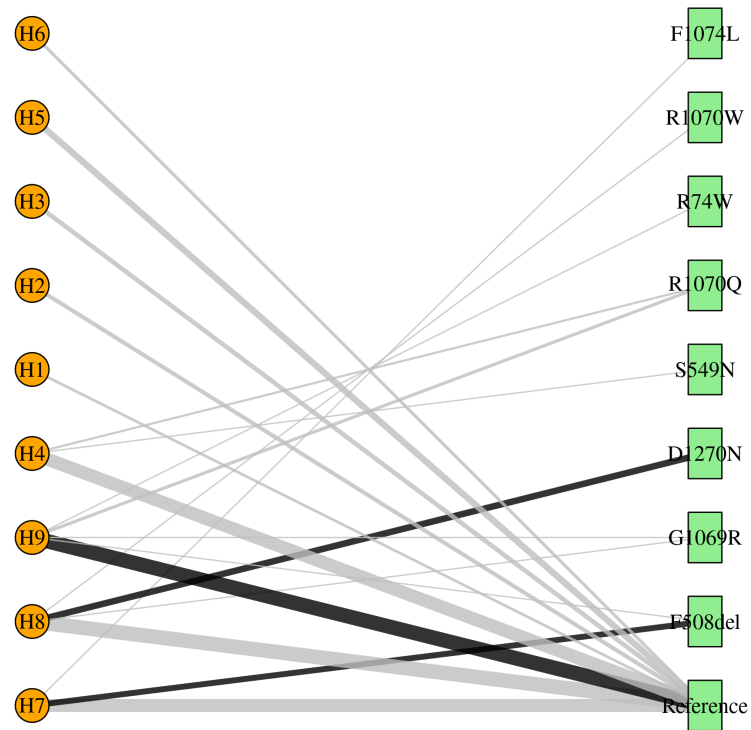 H6
F1074L
H5
R1070W
H3
R74W
H2
R1070Q
H1
S549N
H4
D1270N
H9
G1069R
H8
F508del
H7
Reference